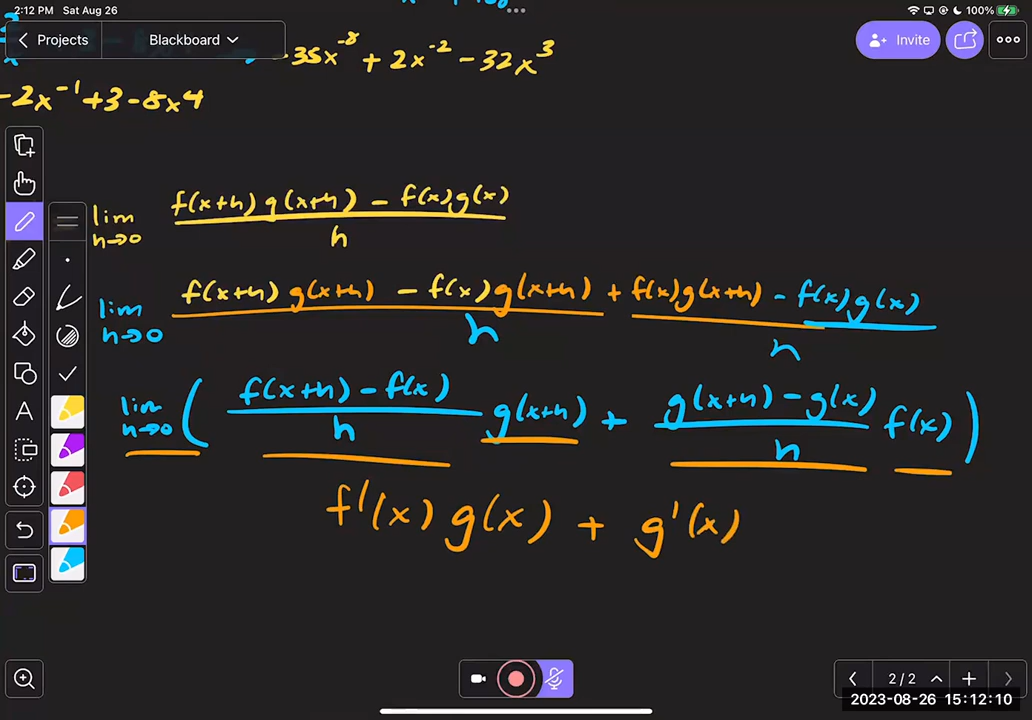 2:12 PM Sat Aug 26
100%
Projects
Blackboard
Invite
-35x^-8 + 2x^-2 - 32x^3
-2x^-1 + 3 - 8x^4
lim h→0 f(x+h) g(x+h) - f(x)g(x) / h
lim h→0 f(x+h) g(x+h) - f(x)g(x+h) / h + f(x)g(x+h) - f(x)g(x) / h
lim h→0 ( f(x+h) - f(x) / h g(x+h) + g(x+h) - g(x) / h f(x) )
f'(x) g(x) + g'(x)
A
2 / 2
2023-08-26 15:12:10